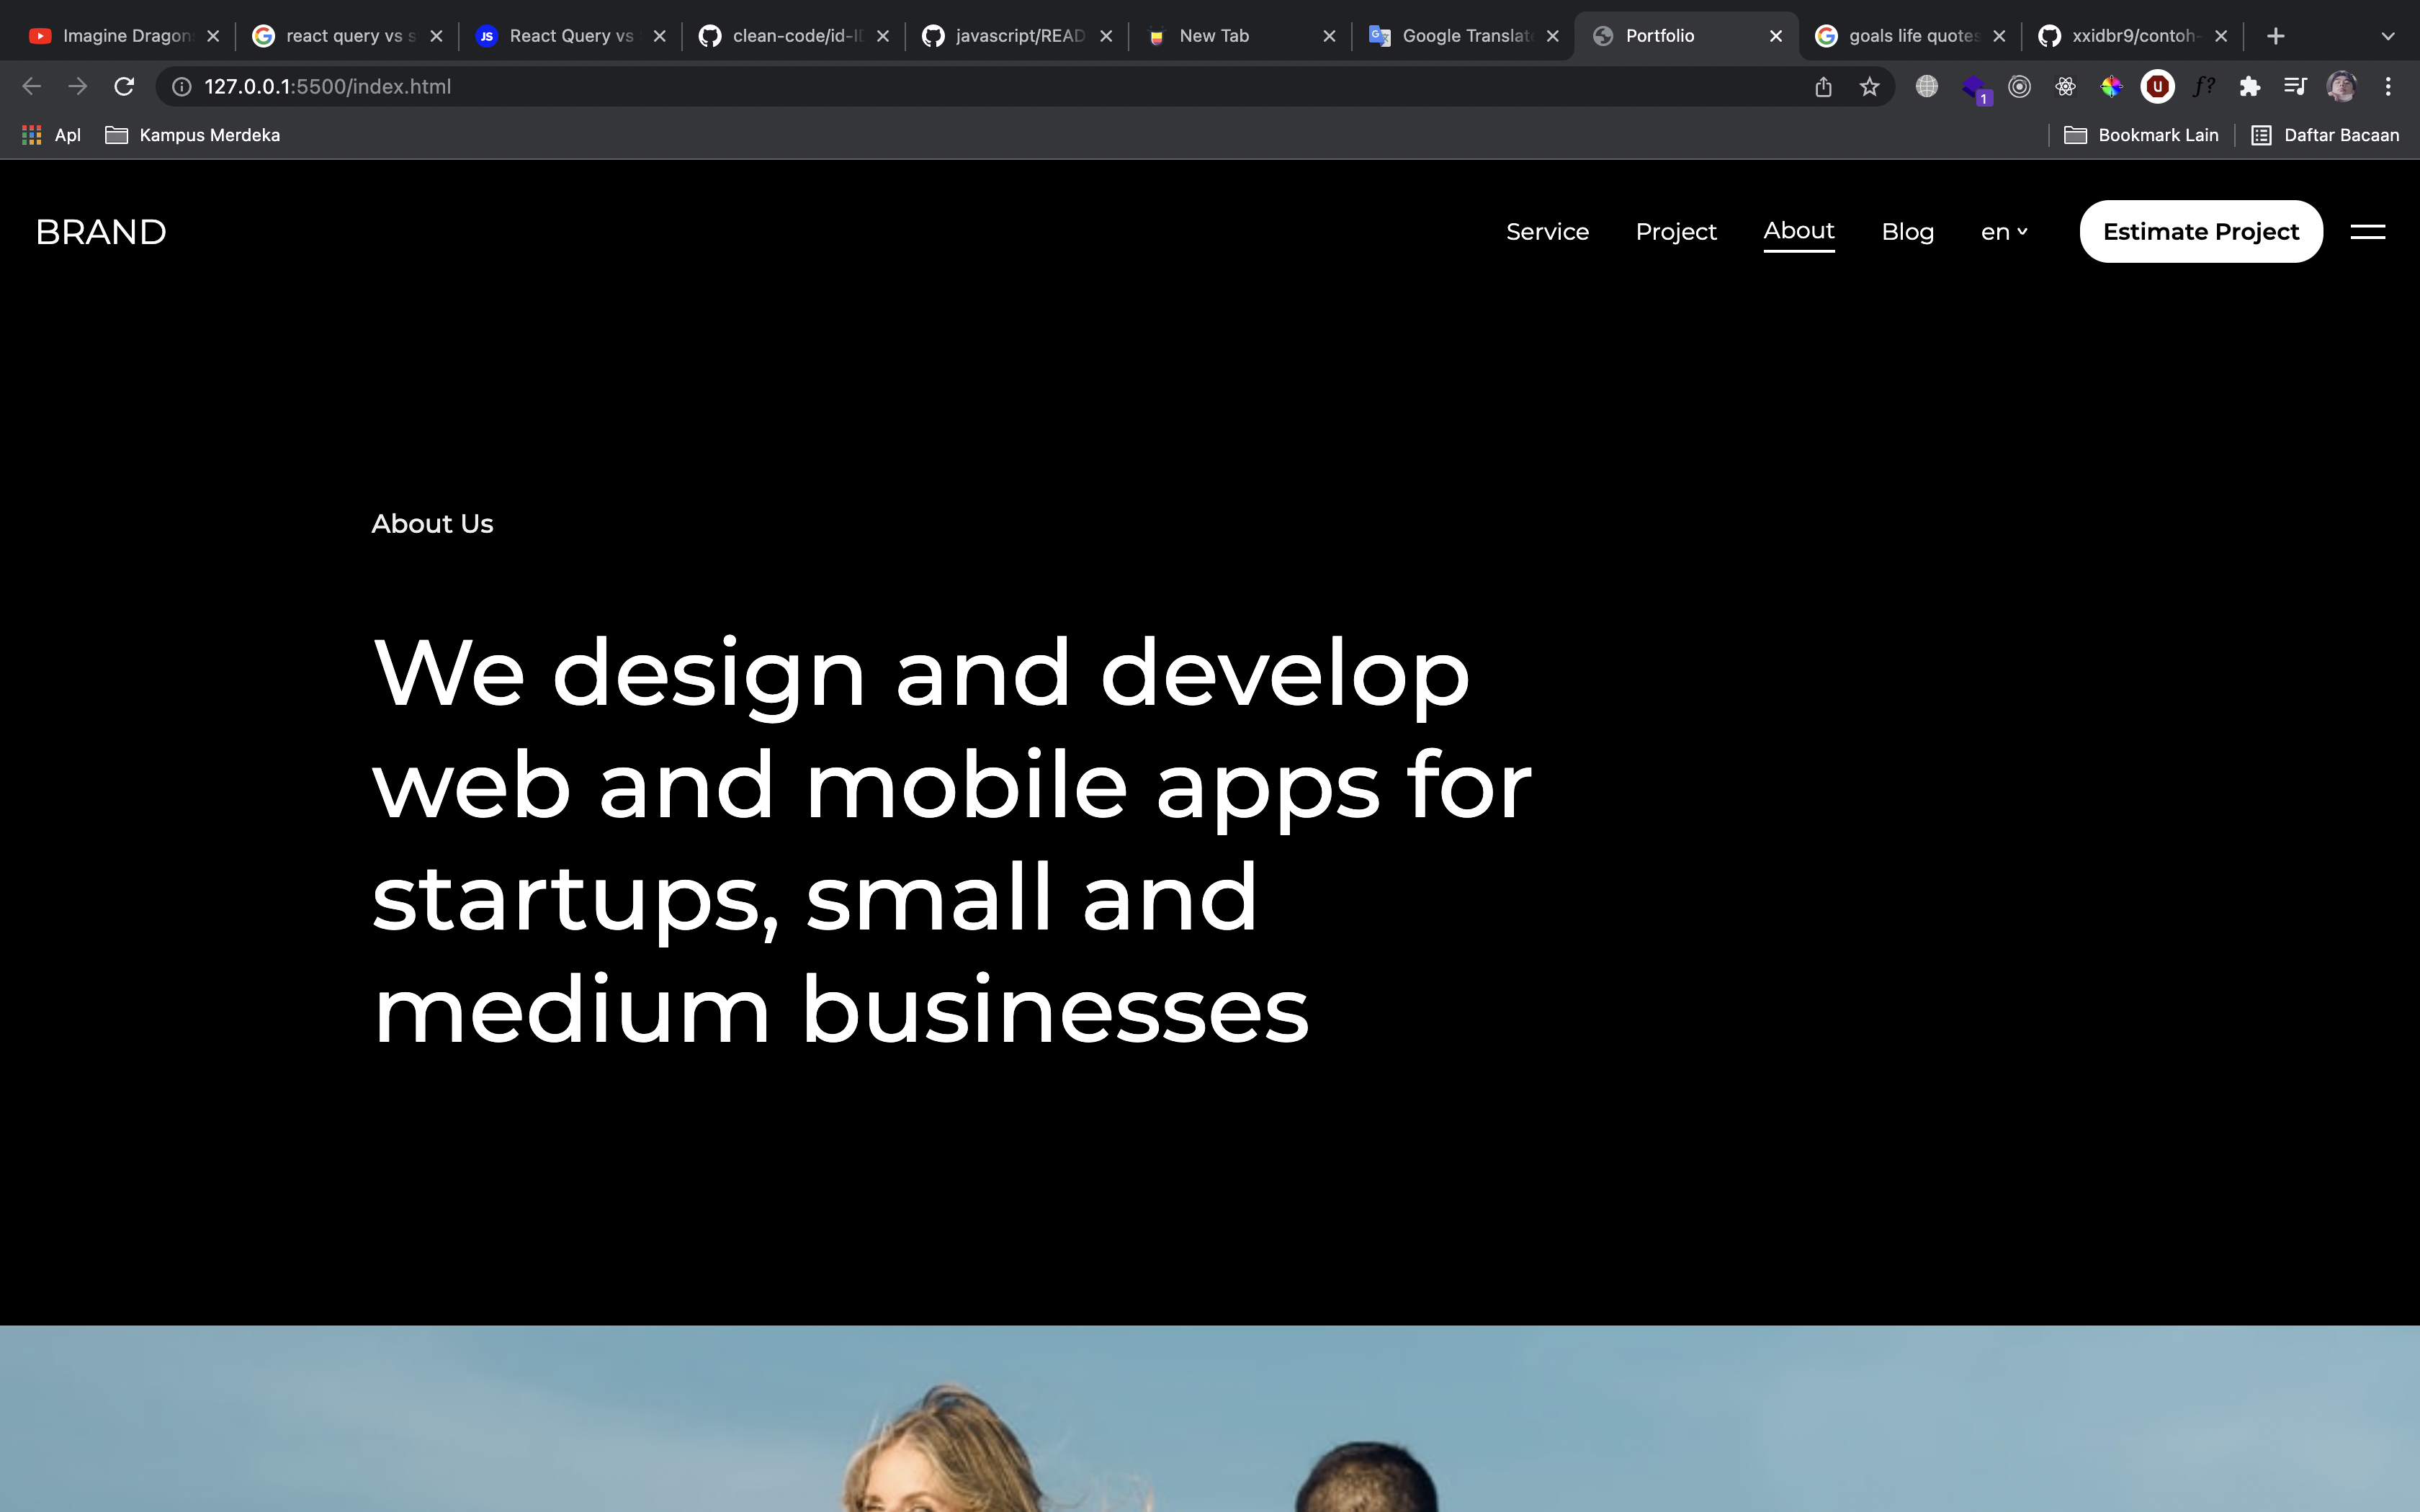 Imagine Dragon
react query vs s
React Query vs
clean-code/id-I
javascript/READ
New Tab
Google Translat
Portfolio
goals life quotes
xxidbr9/contoh-
127.0.0.1:5500/index.html
1
f?
Apl
Kampus Merdeka
Bookmark Lain
Daftar Bacaan
BRAND
Service
Project
About
Blog
en
Estimate Project
About Us
We design and develop
web and mobile apps for
startups, small and
medium businesses